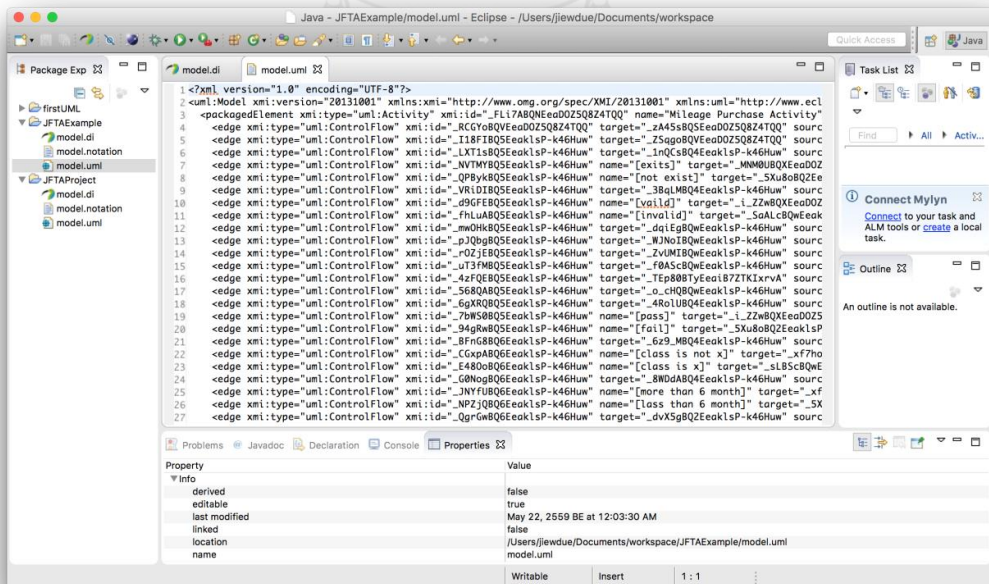 Java - JFTAExample/model.uml - Eclipse - /Users/jiewdue/Documents/workspace
Quick Access
Java
Package Exp
firstUML
JFTAExample
model.di
model.notation
model.uml
JFTAProject
model.di
model.notation
model.uml
model.di
model.uml
1 <?xml version="1.0" encoding="UTF-8"?>
2 <uml:Model xmi:version="20131001" xmlns:xmi="http://www.omg.org/spec/XMI/20131001" xmlns:uml="http://www.ecl
3 <packagedElement xmi:type="uml:Activity" xmi:id="_FLi7ABQNEeaDOZ5Q8Z4TQQ" name="Mileage Purchase Activity"
4 <edge xmi:type="uml:ControlFlow" xmi:id="_RCGYoBQVEeaDOZ5Q8Z4TQQ" target="_zA45sBQSEeaDOZ5Q8Z4TQQ" sourc
5 <edge xmi:type="uml:ControlFlow" xmi:id="_I18FIBQ5EeaklsP-k46Huw" target="_ZSqgoBQVEeaDOZ5Q8Z4TQQ" sourc
6 <edge xmi:type="uml:ControlFlow" xmi:id="_LXT1sBQ5EeaklsP-k46Huw" target="_1nQCsBQ4EeaklsP-k46Huw" sourc
7 <edge xmi:type="uml:ControlFlow" xmi:id="_NVTMYBQ5EeaklsP-k46Huw" name="[exist]" target="_MNM0UBQXEeaDOZ
8 <edge xmi:type="uml:ControlFlow" xmi:id="_QPBykBQ5EeaklsP-k46Huw" name="[not exist]" target="_5Xu8oBQ2Ee
9 <edge xmi:type="uml:ControlFlow" xmi:id="_VRiDIBQ5EeaklsP-k46Huw" target="_3BqLMBQ4EeaklsP-k46Huw" sourc
10 <edge xmi:type="uml:ControlFlow" xmi:id="_d9GFEBQ5EeaklsP-k46Huw" name="[vaild]" target="_i_ZZwBQXEeaDOZ
11 <edge xmi:type="uml:ControlFlow" xmi:id="_fhLuABQ5EeaklsP-k46Huw" name="[invalid]" target="_SaALcBQwEeak
12 <edge xmi:type="uml:ControlFlow" xmi:id="_mwOHkBQ5EeaklsP-k46Huw" target="_dqiEgBQwEeaklsP-k46Huw" sourc
13 <edge xmi:type="uml:ControlFlow" xmi:id="_pJQbgBQ5EeaklsP-k46Huw" target="_WJNoIBQwEeaklsP-k46Huw" sourc
14 <edge xmi:type="uml:ControlFlow" xmi:id="_rOZjEBQ5EeaklsP-k46Huw" target="_ZvUMIBQwEeaklsP-k46Huw" sourc
15 <edge xmi:type="uml:ControlFlow" xmi:id="_uT3fMBQ5EeaklsP-k46Huw" target="_f0AScBQwEeaklsP-k46Huw" sourc
16 <edge xmi:type="uml:ControlFlow" xmi:id="_4zFQEBQ5EeaklsP-k46Huw" target="_TEp80BTyEeoiB7ZTKIxrvA" sourc
17 <edge xmi:type="uml:ControlFlow" xmi:id="_568QABQ5EeaklsP-k46Huw" target="_o_cHQBQwEeaklsP-k46Huw" sourc
18 <edge xmi:type="uml:ControlFlow" xmi:id="_6gXRQBQ5EeaklsP-k46Huw" target="_4RolUBQ4EeaklsP-k46Huw" sourc
19 <edge xmi:type="uml:ControlFlow" xmi:id="_7bWS0BQ5EeaklsP-k46Huw" name="[pass]" target="_i_ZZwBQXEeaDOZ5
20 <edge xmi:type="uml:ControlFlow" xmi:id="_94gRwBQ5EeaklsP-k46Huw" name="[fail]" target="_5Xu8oBQ2EeaklsP
21 <edge xmi:type="uml:ControlFlow" xmi:id="_BFnG8BQ6EeaklsP-k46Huw" target="_6z9_MBQ4EeaklsP-k46Huw" sourc
22 <edge xmi:type="uml:ControlFlow" xmi:id="_CGxpABQ6EeaklsP-k46Huw" name="[class is not x]" target="_xf7ho
23 <edge xmi:type="uml:ControlFlow" xmi:id="_E48OoBQ6EeaklsP-k46Huw" name="[class is x]" target="_sLBScBQwE
24 <edge xmi:type="uml:ControlFlow" xmi:id="_G0NogBQ6EeaklsP-k46Huw" target="_8WDdABQ4EeaklsP-k46Huw" sourc
25 <edge xmi:type="uml:ControlFlow" xmi:id="_JNYfUBQ6EeaklsP-k46Huw" name="[more than 6 month]" target="_xf
26 <edge xmi:type="uml:ControlFlow" xmi:id="_NPZjQBQ6EeaklsP-k46Huw" name="[lass than 6 month]" target="_5X
27 <edge xmi:type="uml:ControlFlow" xmi:id="_QgrGwBQ6EeaklsP-k46Huw" target="_dvX5gBQ2EeaklsP-k46Huw" sourc
Task List
Find
All
Activ...
Connect Mylyn
Connect to your task and
ALM tools or create a local
task.
Outline
An outline is not available.
Problems Javadoc Declaration Console Properties
Property Value
Info
derived false
editable true
last modified May 22, 2559 BE at 12:03:30 AM
linked false
location /Users/jiewdue/Documents/workspace/JFTAExample/model.uml
name model.uml
Writable Insert 1 : 1